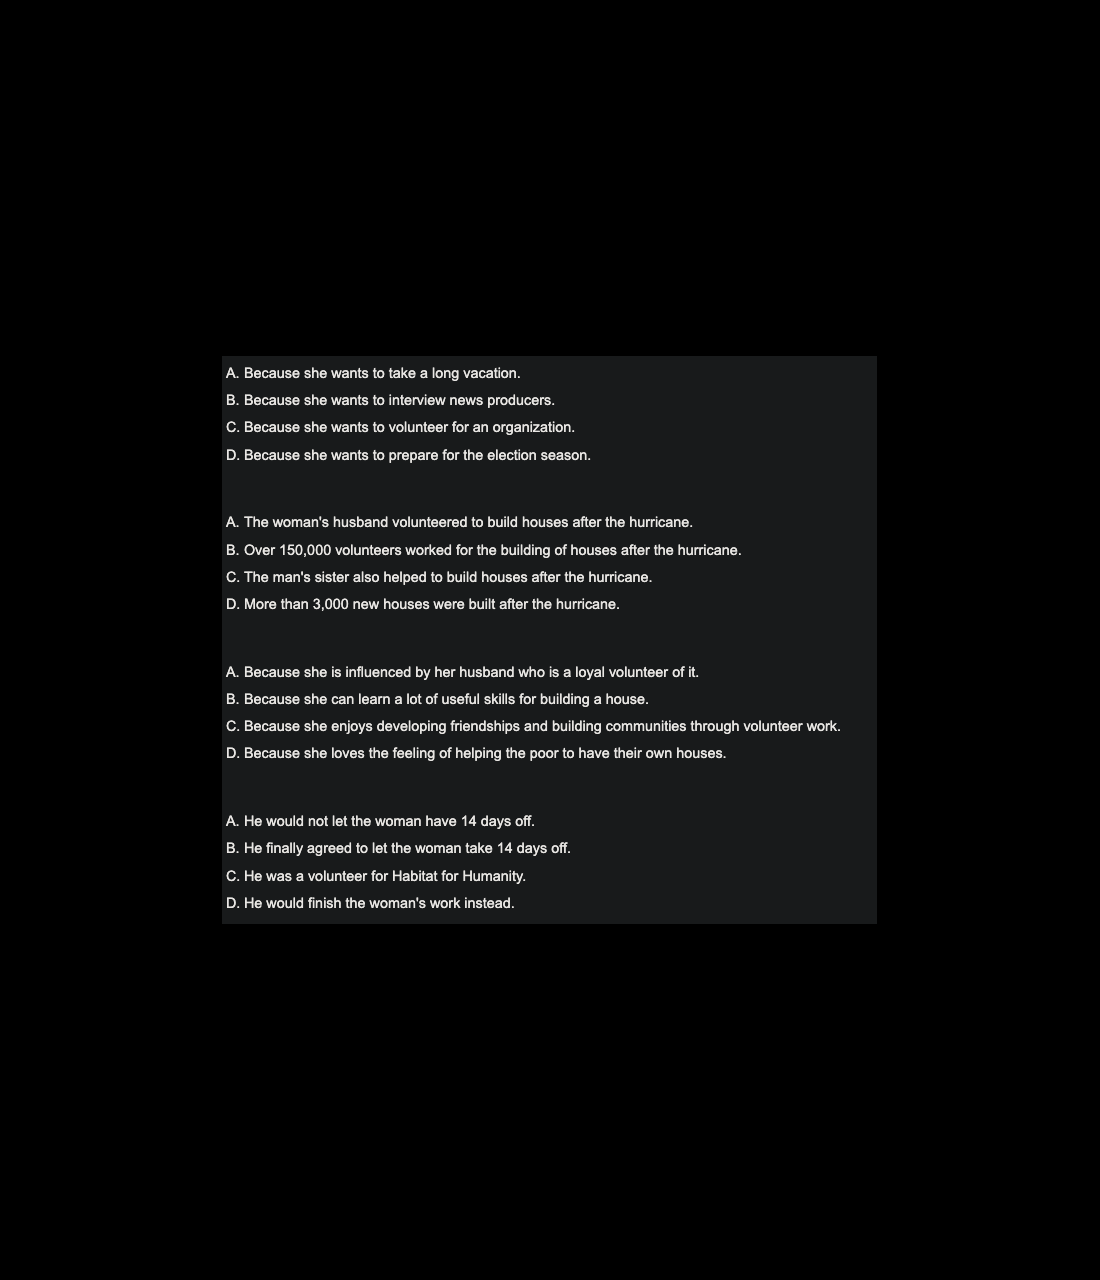 A. Because she wants to take a long vacation.
B. Because she wants to interview news producers.
C. Because she wants to volunteer for an organization.
D. Because she wants to prepare for the election season.
A. The woman's husband volunteered to build houses after the hurricane.
B. Over 150,000 volunteers worked for the building of houses after the hurricane.
C. The man's sister also helped to build houses after the hurricane.
D. More than 3,000 new houses were built after the hurricane.
A. Because she is influenced by her husband who is a loyal volunteer of it.
B. Because she can learn a lot of useful skills for building a house.
C. Because she enjoys developing friendships and building communities through volunteer work.
D. Because she loves the feeling of helping the poor to have their own houses.
A. He would not let the woman have 14 days off.
B. He finally agreed to let the woman take 14 days off.
C. He was a volunteer for Habitat for Humanity.
D. He would finish the woman's work instead.